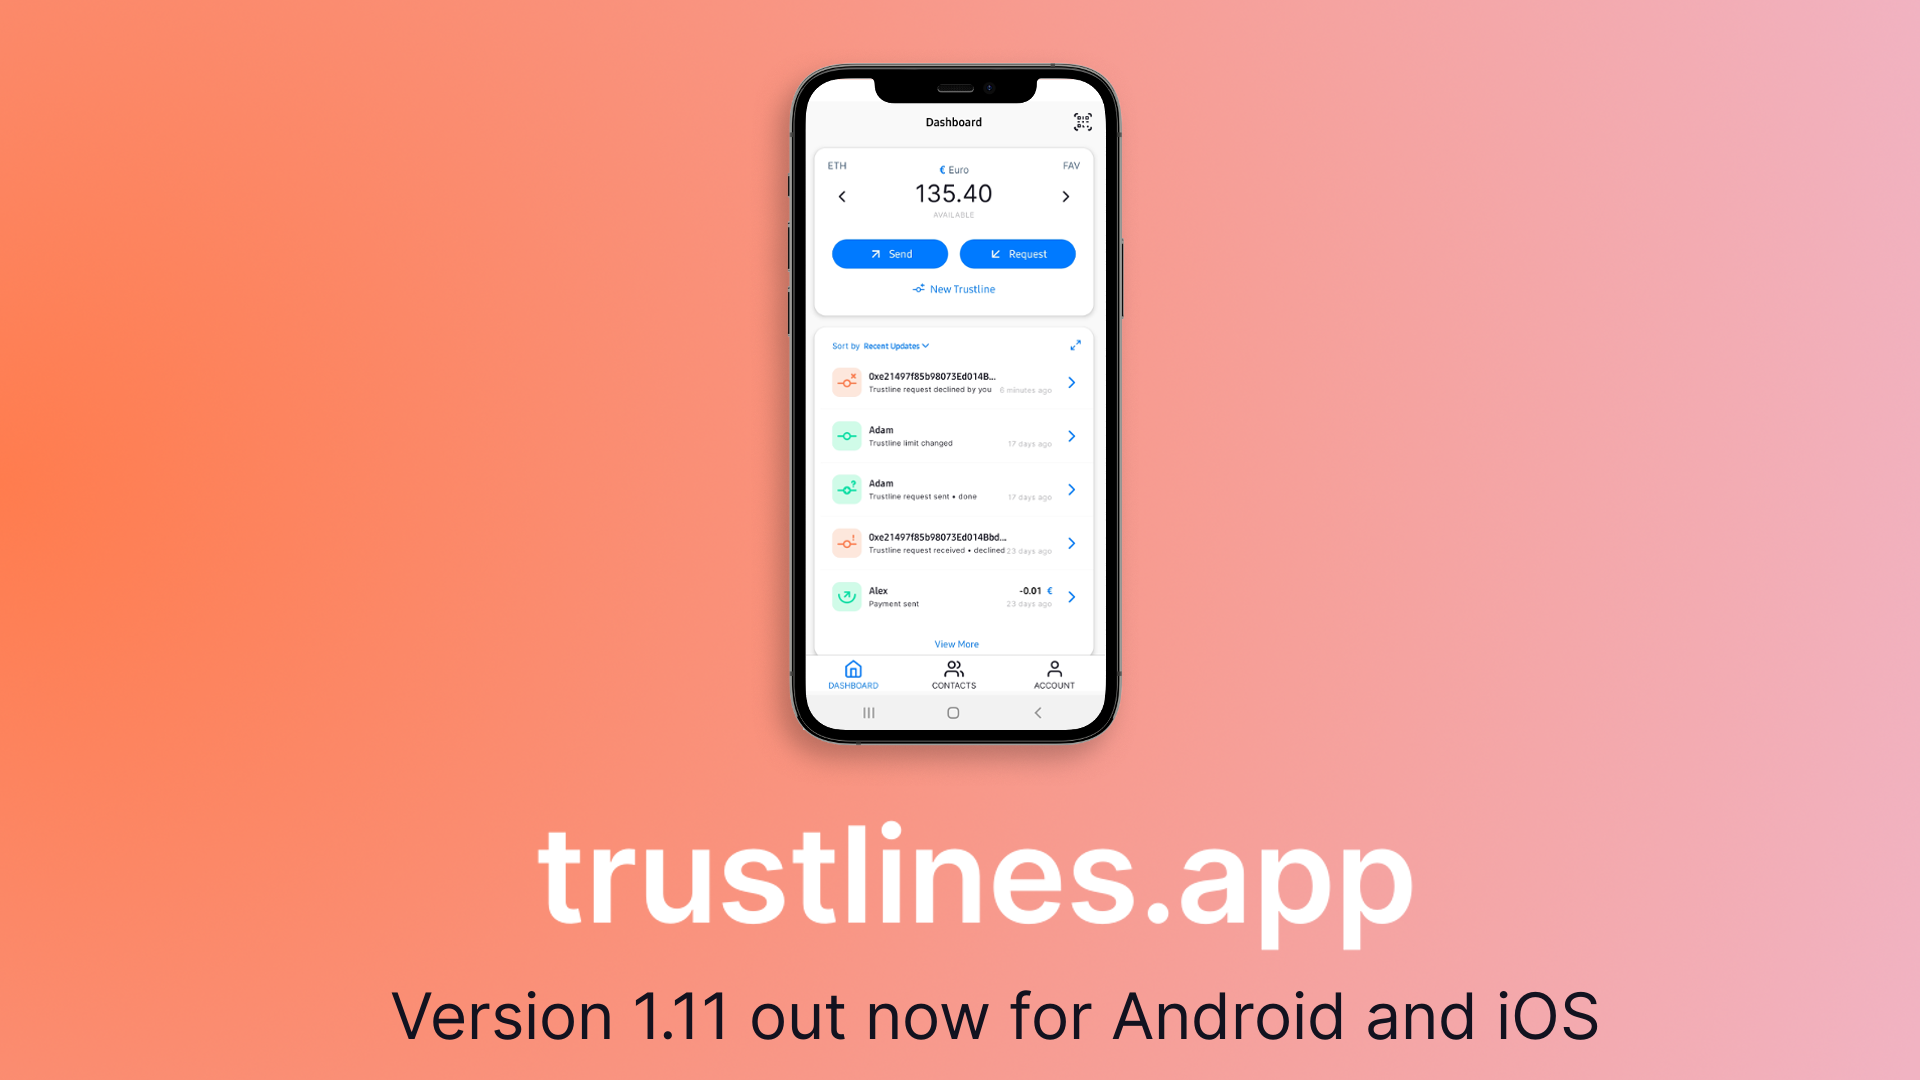 Dashboard
ETH
€ Euro
FAV
135.40
AVAILABLE
Send
Request
New Trustline
Sort by Recent Updates
0xe21497f85b98073Ed014B...
Trustline request declined by you 6 minutes ago
Adam
Trustline limit changed 17 days ago
Adam
Trustline request sent • done 17 days ago
0xe21497f85b98073Ed014Bbd...
Trustline request received • declined 23 days ago
Alex -0.01 €
Payment sent 23 days ago
View More
DASHBOARD CONTACTS ACCOUNT
trustlines.app
Version 1.11 out now for Android and iOS